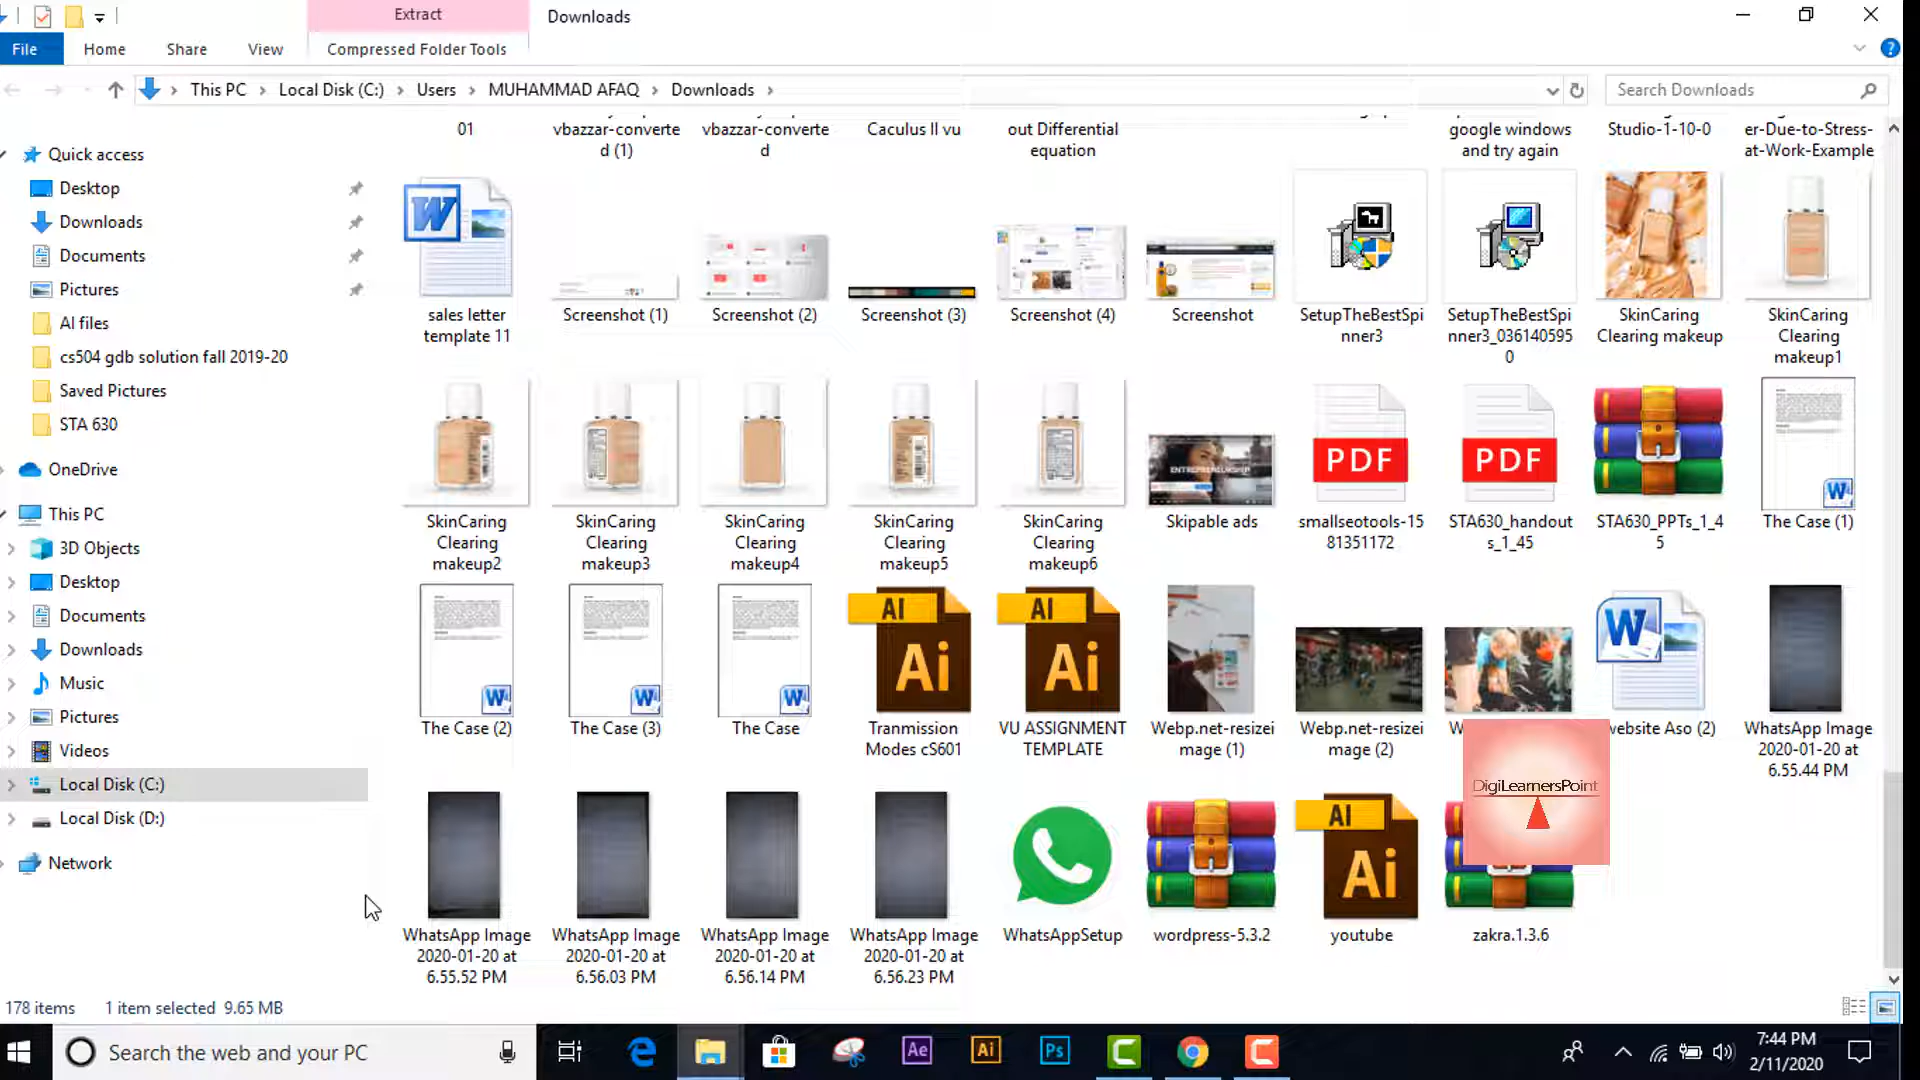 Extract
Downloads
File
Home
Share
View
Compressed Folder Tools
This PC
Local Disk (C:)
Users
MUHAMMAD AFAQ
Downloads
Search Downloads
Quick access
Desktop
Downloads
Documents
Pictures
AI files
cs504 gdb solution fall 2019-20
Saved Pictures
STA 630
OneDrive
This PC
3D Objects
Desktop
Documents
Downloads
Music
Pictures
Videos
Local Disk (C:)
Local Disk (D:)
Network
01
vbazzar-converte
d (1)
vbazzar-converte
d
Caculus II vu
out Differential
equation
google windows
and try again
Studio-1-10-0
er-Due-to-Stress-
at-Work-Example
sales letter
template 11
Screenshot (1)
Screenshot (2)
Screenshot (3)
Screenshot (4)
Screenshot
SetupTheBestSpi
nner3
SetupTheBestSpi
nner3_036140595
0
SkinCaring
Clearing makeup
SkinCaring
Clearing
makeup1
SkinCaring
Clearing
makeup2
SkinCaring
Clearing
makeup3
SkinCaring
Clearing
makeup4
SkinCaring
Clearing
makeup5
SkinCaring
Clearing
makeup6
ENTREPRENEURSHIP
Skipable ads
PDF
smallseotools-15
81351172
PDF
STA630_handout
s_1_45
STA630_PPTs_1_4
5
The Case (1)
The Case (2)
The Case (3)
The Case
AI
Ai
Tranmission
Modes cS601
AI
Ai
VU ASSIGNMENT
TEMPLATE
Webp.net-resizei
mage (1)
Webp.net-resizei
mage (2)
W
website Aso (2)
WhatsApp Image
2020-01-20 at
6.55.44 PM
DigiLearnersPoint
WhatsApp Image
2020-01-20 at
6.55.52 PM
WhatsApp Image
2020-01-20 at
6.56.03 PM
WhatsApp Image
2020-01-20 at
6.56.14 PM
WhatsApp Image
2020-01-20 at
6.56.23 PM
WhatsAppSetup
wordpress-5.3.2
AI
Ai
youtube
zakra.1.3.6
178 items
1 item selected 9.65 MB
Search the web and your PC
Ae
Ai
Ps
7:44 PM
2/11/2020